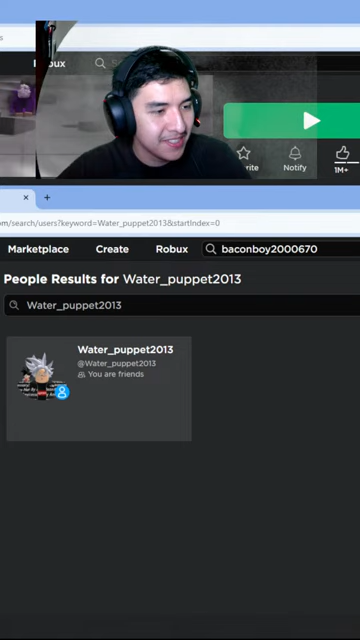 s
bux
S
rite
Notify
1M+
× +
om/search/users?keyword=Water_puppet2013&startIndex=0
Marketplace Create Robux baconboy2000670
People Results for Water_puppet2013
Water_puppet2013
Water_puppet2013
@Water_puppet2013
You are friends